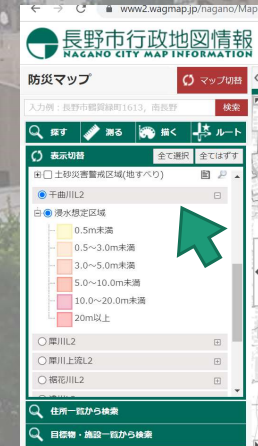 www2.wagmap.jp/nagano/Map
長野市行政地図情報
NAGANO CITY MAP INFORMATION
防災マップ
マップ切替
入力例:長野市鶴賀緑町1613, 南長野
検索
探す 測る 描く ルート
表示切替 全て選択 全てはずす
土砂災害警戒区域(地すべり)
千曲川L2
浸水想定区域
0.5m未満
0.5~3.0m未満
3.0~5.0m未満
5.0~10.0m未満
10.0~20.0m未満
20m以上
犀川L2
犀川上流L2
裾花川L2
住所一覧から検索
目標物・施設一覧から検索